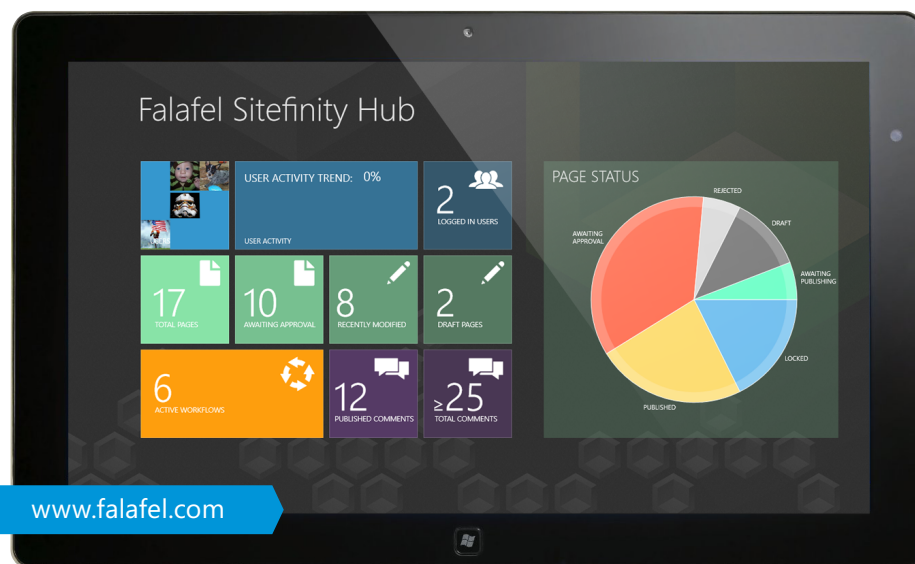 Falafel Sitefinity Hub
USER ACTIVITY TREND: 0%
USER ACTIVITY
2
LOGGED IN USERS
17
TOTAL PAGES
10
AWAITING APPROVAL
8
RECENTLY MODIFIED
2
DRAFT PAGES
6
ACTIVE WORKFLOWS
12
PUBLISHED COMMENTS
≥25
TOTAL COMMENTS
PAGE STATUS
REJECTED
DRAFT
AWAITING
APPROVAL
AWAITING
PUBLISHING
LOCKED
PUBLISHED
www.falafel.com